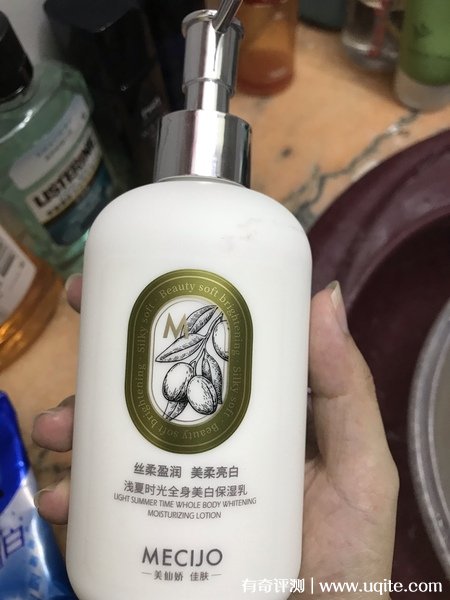 LISTERINE
Silky soft · Beauty soft brightening · Silky soft · Beauty soft brightening ·
M
丝柔盈润 美柔亮白
浅夏时光全身美白保湿乳
LIGHT SUMMER TIME WHOLE BODY WHITENING
MOISTURIZING LOTION
MECIJO
美仙娇 佳肤
白
有奇评测 | www.uqite.com